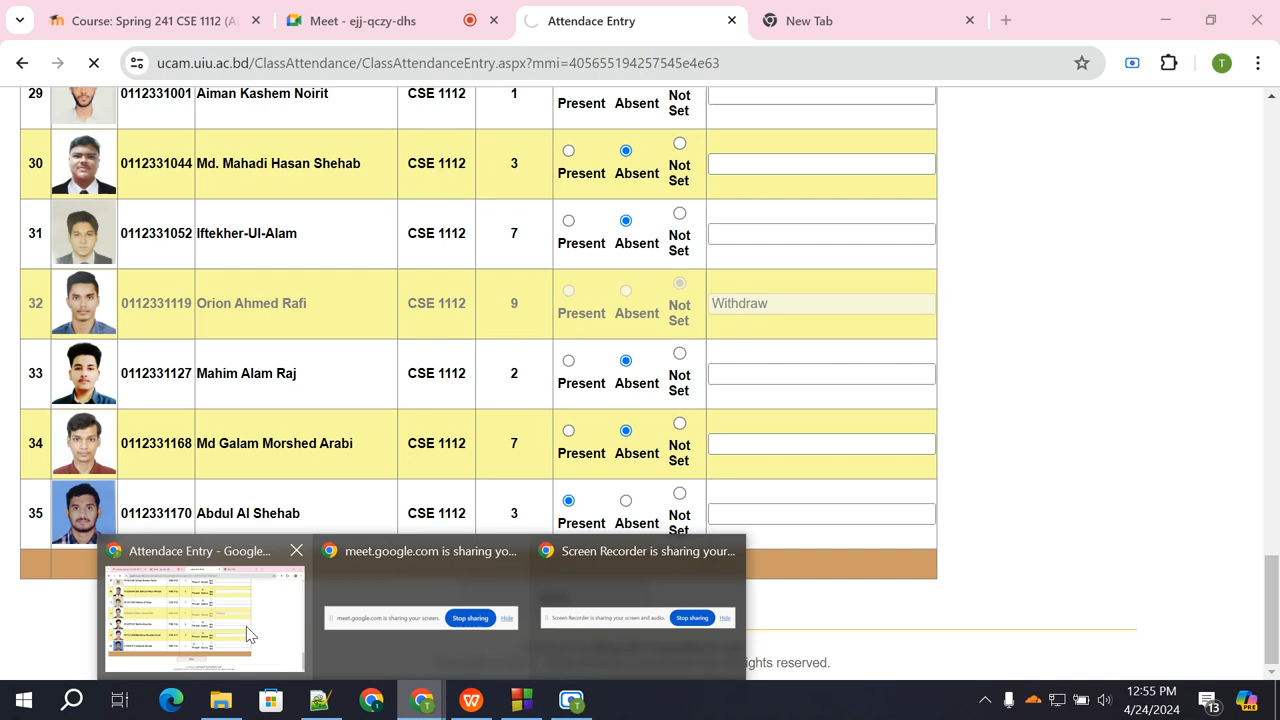 Course: Spring 241 CSE 1112 (A
Meet - ejj-qczy-dhs
Attendace Entry
New Tab
ucam.uiu.ac.bd/ClassAttendance/ClassAttendanceEntry.aspx?mmi=405655194257545e4e63
T
29 0112331001 Aiman Kashem Noirit CSE 1112 1 Present Absent Not Set
30 0112331044 Md. Mahadi Hasan Shehab CSE 1112 3 Present Absent Not Set
31 0112331052 Iftekher-Ul-Alam CSE 1112 7 Present Absent Not Set
32 0112331119 Orion Ahmed Rafi CSE 1112 9 Present Absent Not Set Withdraw
33 0112331127 Mahim Alam Raj CSE 1112 2 Present Absent Not Set
34 0112331168 Md Galam Morshed Arabi CSE 1112 7 Present Absent Not Set
35 0112331170 Abdul Al Shehab CSE 1112 3 Present Absent Not Set
Attendace Entry - Google...
meet.google.com is sharing yo...
Screen Recorder is sharing your...
meet.google.com is sharing your screen. Stop sharing Hide
Screen Recorder is sharing your screen and audio. Stop sharing Hide
ights reserved.
12:55 PM
4/24/2024
13
PRE